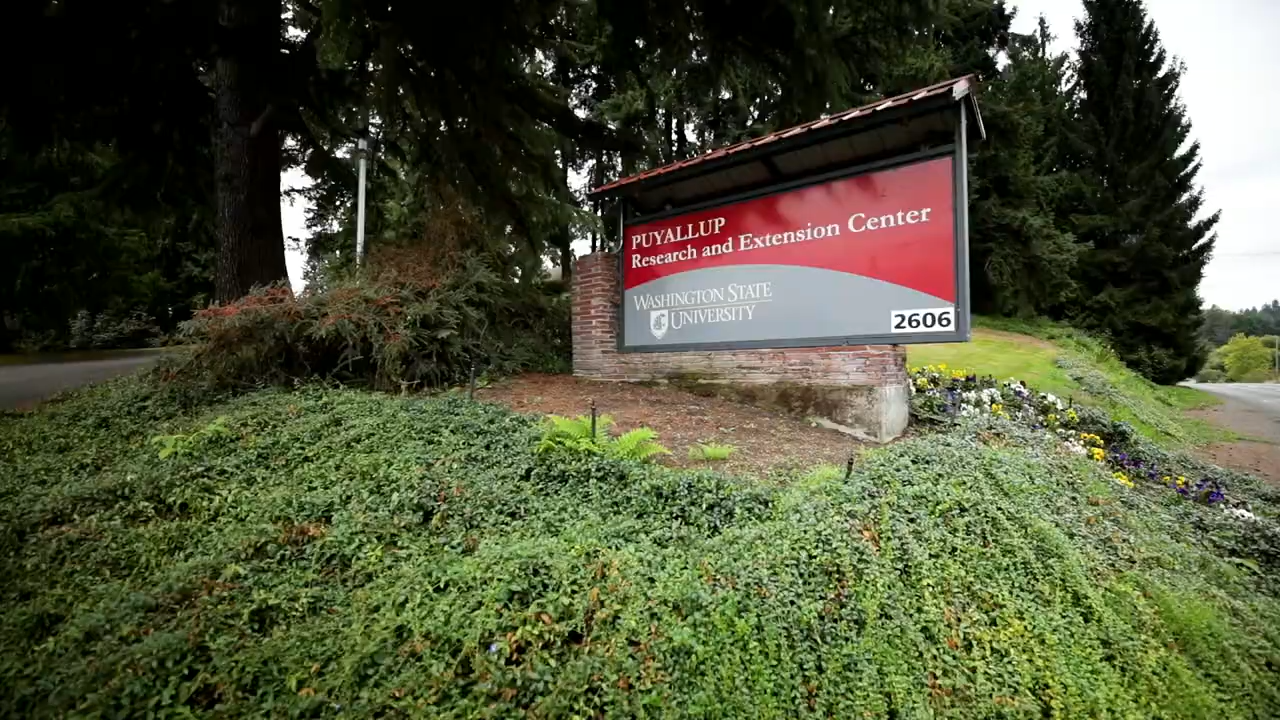 PUYALLUP
Research and Extension Center
WASHINGTON STATE
UNIVERSITY
2606